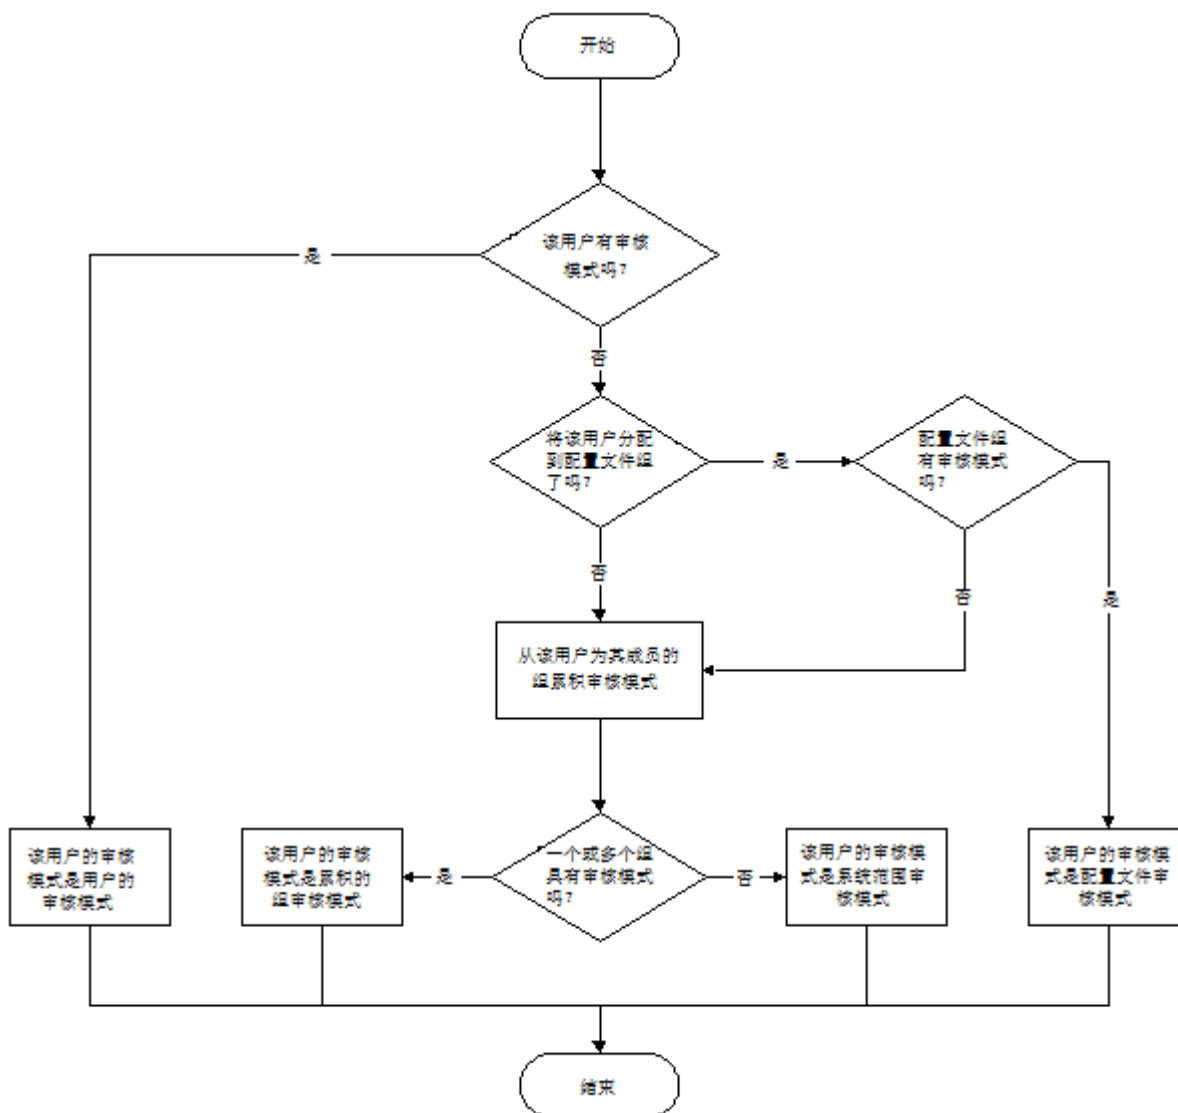 开始
该用户有审核
模式吗?
是
否
将该用户分配
到配置文件组
了吗?
是
配置文件组
有审核模式
吗?
否
否
是
从该用户为其成员的
组累积审核模式
该用户的审核
模式是用户的
审核模式
该用户的审核
模式是累积的
组审核模式
是
一个或多个组
具有审核模式
吗?
否
该用户的审核模
式是系统范围审
核模式
该用户的审核模
式是配置文件审
核模式
结束